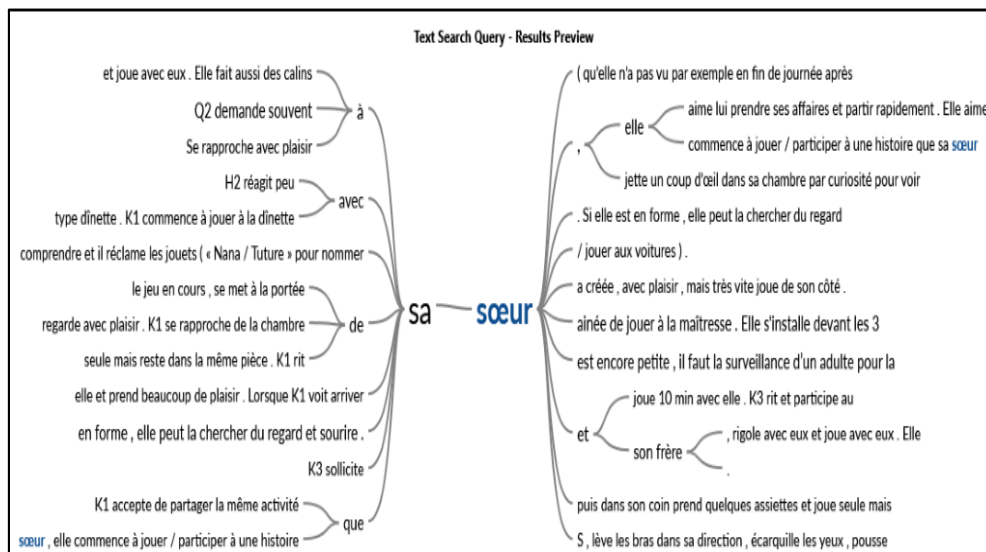 Text Search Query - Results Preview
et joue avec eux . Elle fait aussi des calins
Q2 demande souvent
Se rapproche avec plaisir
à
H2 réagit peu
type dînette . K1 commence à jouer à la dînette
avec
comprendre et il réclame les jouets ( « Nana / Tuture » pour nommer
le jeu en cours , se met à la portée
regarde avec plaisir . K1 se rapproche de la chambre
seule mais reste dans la même pièce . K1 rit
de
elle et prend beaucoup de plaisir . Lorsque K1 voit arriver
en forme , elle peut la chercher du regard et sourire .
K3 sollicite
K1 accepte de partager la même activité
sœur , elle commence à jouer / participer à une histoire
que
sa
sœur
( qu'elle n'a pas vu par exemple en fin de journée après
,
elle
aime lui prendre ses affaires et partir rapidement . Elle aime
commence à jouer / participer à une histoire que sa sœur
jette un coup d'œil dans sa chambre par curiosité pour voir
. Si elle est en forme , elle peut la chercher du regard
/ jouer aux voitures ) .
a créée , avec plaisir , mais très vite joue de son côté .
ainée de jouer à la maîtresse . Elle s'installe devant les 3
est encore petite , il faut la surveillance d'un adulte pour la
et
joue 10 min avec elle . K3 rit et participe au
son frère
, rigole avec eux et joue avec eux . Elle
.
puis dans son coin prend quelques assiettes et joue seule mais
S , lève les bras dans sa direction , écarquille les yeux , pousse